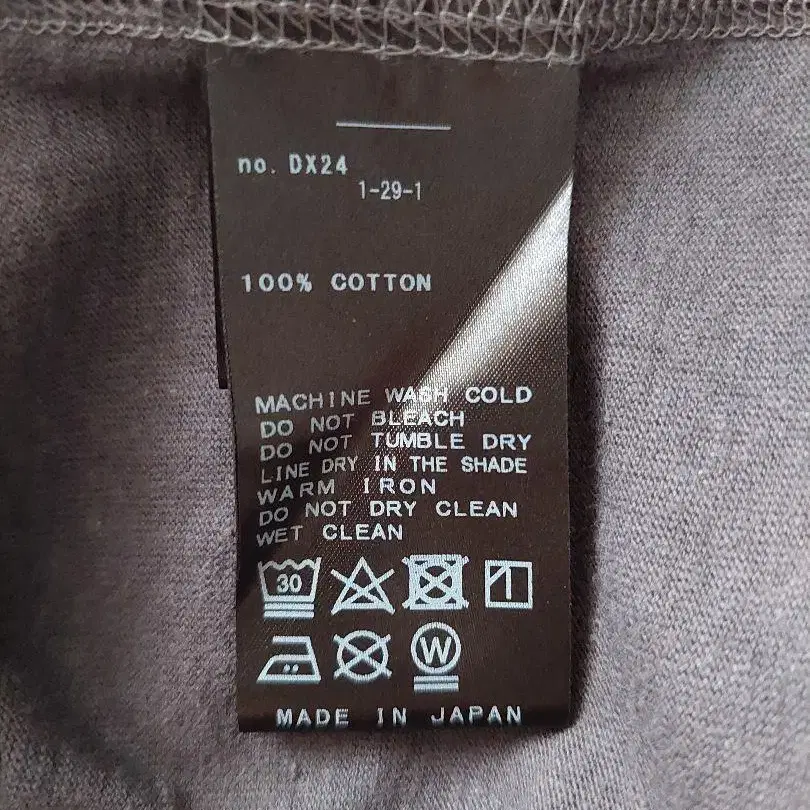 no. DX24
1-29-1
100% COTTON
MACHINE WASH COLD
DO NOT BLEACH
DO NOT TUMBLE DRY
LINE DRY IN THE SHADE
WARM IRON
DO NOT DRY CLEAN
WET CLEAN
30
W
MADE IN JAPAN